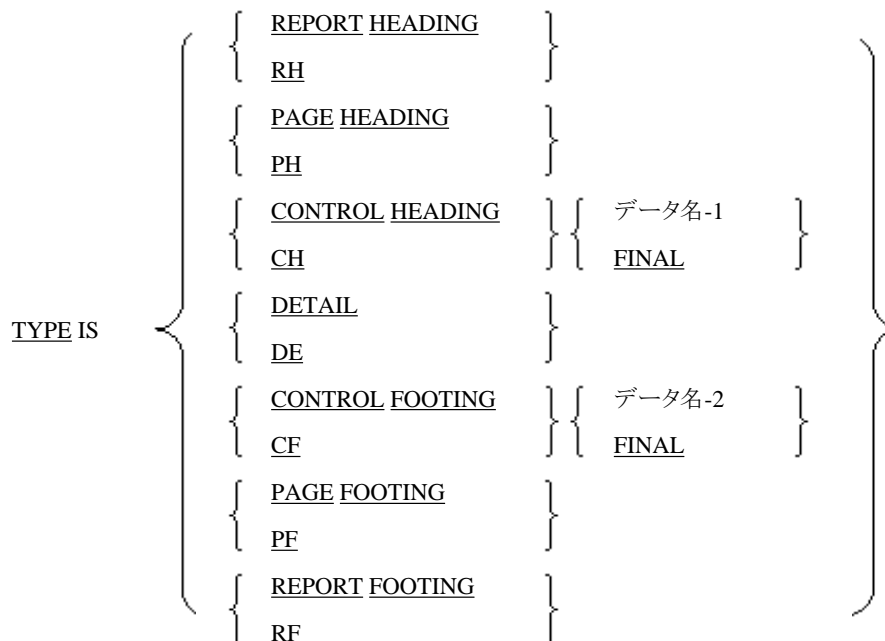 REPORT HEADING
RH
PAGE HEADING
PH
CONTROL HEADING データ名-1
CH FINAL
DETAIL
TYPE IS
DE
CONTROL FOOTING データ名-2
CF FINAL
PAGE FOOTING
PF
REPORT FOOTING
RF